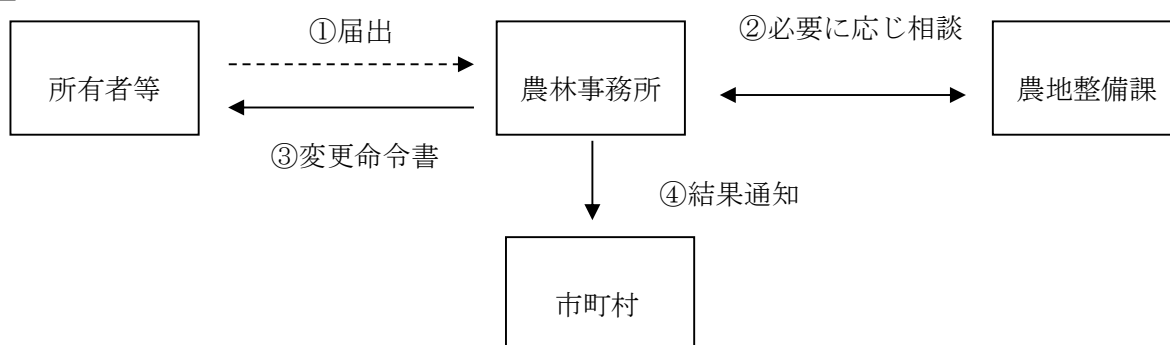 ①届出
②必要に応じ相談
所有者等
農林事務所
農地整備課
③変更命令書
④結果通知
市町村